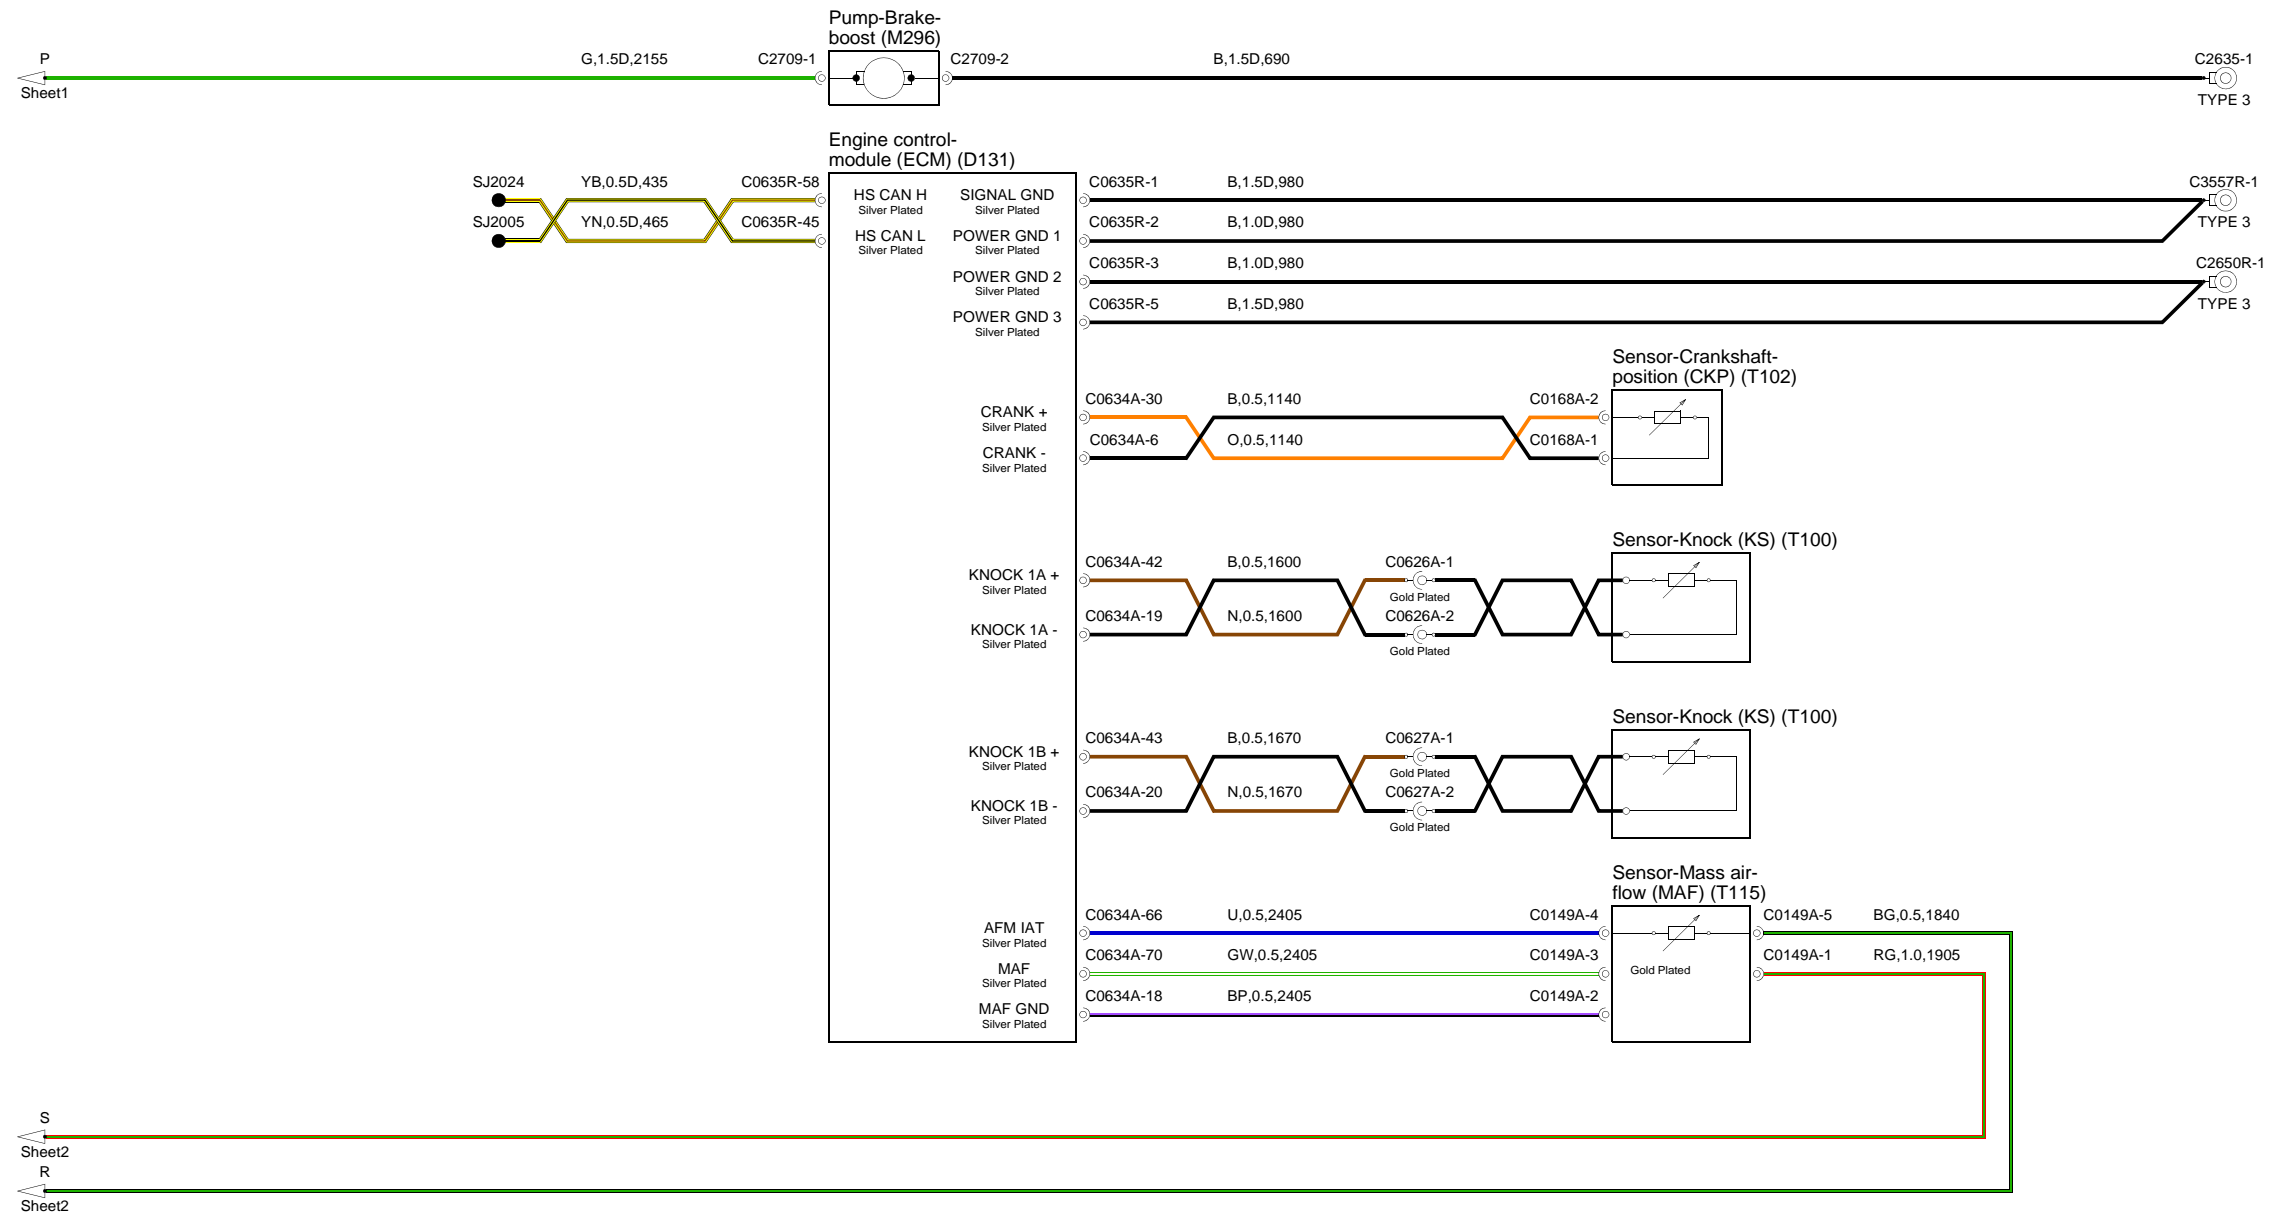 Pump-Brake-
boost (M296)
P
G,1.5D,2155
C2709-1
C2709-2
B,1.5D,690
C2635-1
Sheet1
TYPE 3
Engine control-
module (ECM) (D131)
SJ2024
YB,0.5D,435
C0635R-58
HS CAN H
Silver Plated
SIGNAL GND
Silver Plated
C0635R-1
B,1.5D,980
C3557R-1
TYPE 3
SJ2005
YN,0.5D,465
C0635R-45
HS CAN L
Silver Plated
POWER GND 1
Silver Plated
C0635R-2
B,1.0D,980
POWER GND 2
Silver Plated
C0635R-3
B,1.0D,980
C2650R-1
TYPE 3
POWER GND 3
Silver Plated
C0635R-5
B,1.5D,980
Sensor-Crankshaft-
position (CKP) (T102)
CRANK +
Silver Plated
C0634A-30
B,0.5,1140
C0168A-2
CRANK -
Silver Plated
C0634A-6
O,0.5,1140
C0168A-1
Sensor-Knock (KS) (T100)
KNOCK 1A +
Silver Plated
C0634A-42
B,0.5,1600
C0626A-1
Gold Plated
KNOCK 1A -
Silver Plated
C0634A-19
N,0.5,1600
C0626A-2
Gold Plated
Sensor-Knock (KS) (T100)
KNOCK 1B +
Silver Plated
C0634A-43
B,0.5,1670
C0627A-1
Gold Plated
KNOCK 1B -
Silver Plated
C0634A-20
N,0.5,1670
C0627A-2
Gold Plated
Sensor-Mass air-
flow (MAF) (T115)
AFM IAT
Silver Plated
C0634A-66
U,0.5,2405
C0149A-4
C0149A-5
BG,0.5,1840
MAF
Silver Plated
C0634A-70
GW,0.5,2405
C0149A-3
Gold Plated
C0149A-1
RG,1.0,1905
MAF GND
Silver Plated
C0634A-18
BP,0.5,2405
C0149A-2
S
Sheet2
R
Sheet2